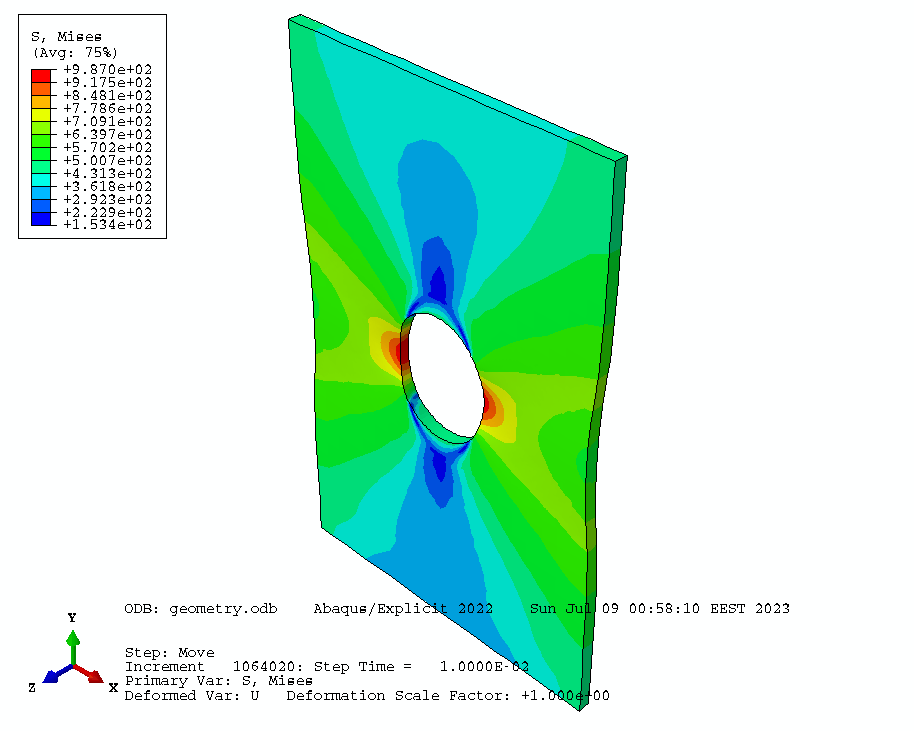 S, Mises
(Avg: 75%)
+9.870e+02
+9.175e+02
+8.481e+02
+7.786e+02
+7.091e+02
+6.397e+02
+5.702e+02
+5.007e+02
+4.313e+02
+3.618e+02
+2.923e+02
+2.229e+02
+1.534e+02
ODB: geometry.odb    Abaqus/Explicit 2022    Sun Jul 09 00:58:10 EEST 2023
Y
Z
X
Step: Move
Increment   1064020: Step Time =   1.0000E-02
Primary Var: S, Mises
Deformed Var: U   Deformation Scale Factor: +1.000e+00